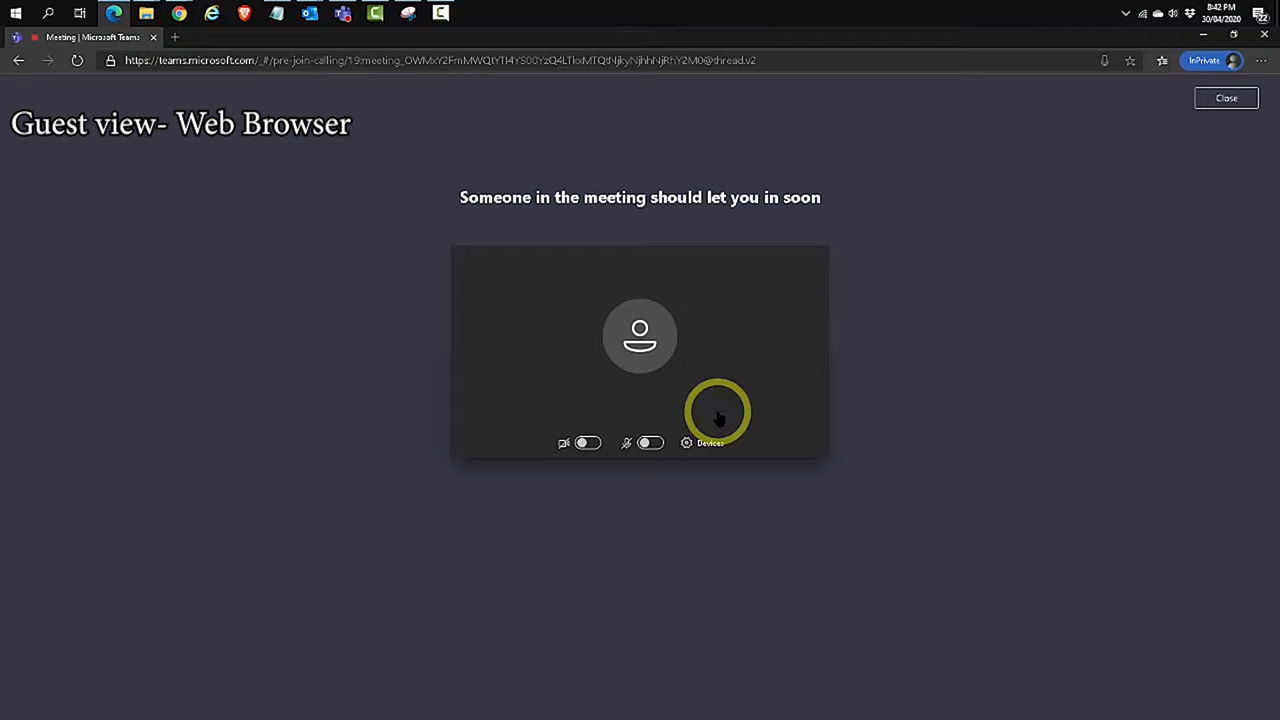 8:42 PM
30/04/2020
22
Meeting | Microsoft Teams
InPrivate
Close
Guest view- Web Browser
Someone in the meeting should let you in soon
Devices